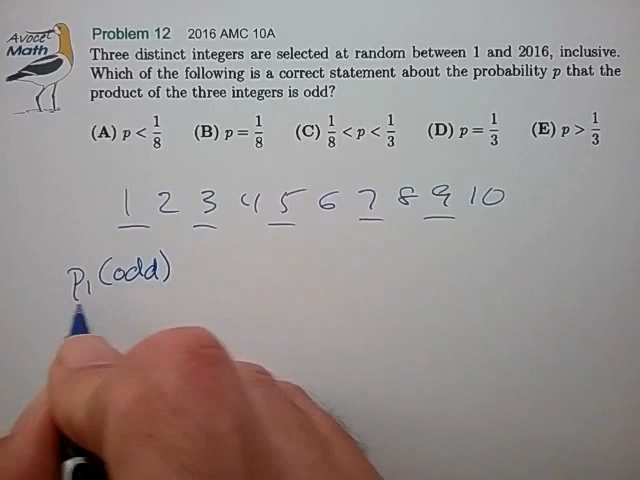 Avocet
Math
Problem 12 2016 AMC 10A
Three distinct integers are selected at random between 1 and 2016, inclusive.
Which of the following is a correct statement about the probability p that the
product of the three integers is odd?
(A) p < 1/8 (B) p = 1/8 (C) 1/8 < p < 1/3 (D) p = 1/3 (E) p > 1/3
1 2 3 4 5 6 7 8 9 10
P₁(odd)